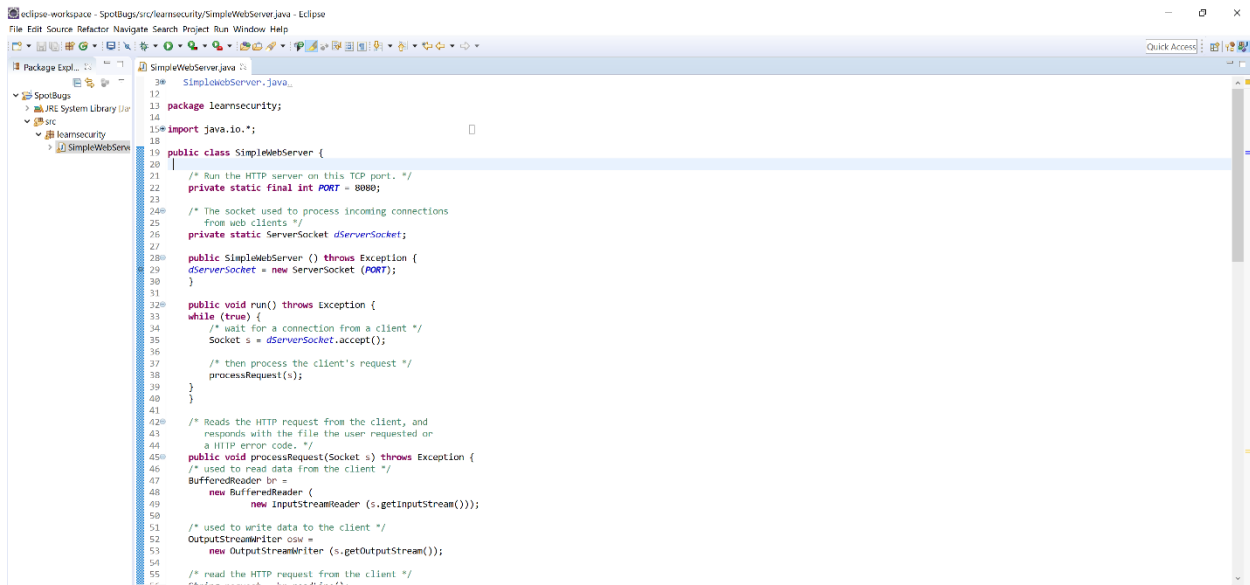 eclipse-workspace - SpotBugs/src/learnsecurity/SimpleWebServer.java - Eclipse
File Edit Source Refactor Navigate Search Project Run Window Help
Quick Access
Package Expl...
SimpleWebServer.java
SpotBugs
JRE System Library
src
learnsecurity
SimpleWebServe
3 SimpleWebServer.java
12
13 package learnsecurity;
14
15 import java.io.*;
18
19 public class SimpleWebServer {
20
21 /* Run the HTTP server on this TCP port. */
22 private static final int PORT = 8080;
23
24 /* The socket used to process incoming connections
25 from web clients */
26 private static ServerSocket dServerSocket;
27
28 public SimpleWebServer () throws Exception {
29 dServerSocket = new ServerSocket (PORT);
30 }
31
32 public void run() throws Exception {
33 while (true) {
34 /* wait for a connection from a client */
35 Socket s = dServerSocket.accept();
36
37 /* then process the client's request */
38 processRequest(s);
39 }
40 }
41
42 /* Reads the HTTP request from the client, and
43 responds with the file the user requested or
44 a HTTP error code. */
45 public void processRequest(Socket s) throws Exception {
46 /* used to read data from the client */
47 BufferedReader br =
48 new BufferedReader (
49 new InputStreamReader (s.getInputStream()));
50
51 /* used to write data to the client */
52 OutputStreamWriter osw =
53 new OutputStreamWriter (s.getOutputStream());
54
55 /* read the HTTP request from the client */